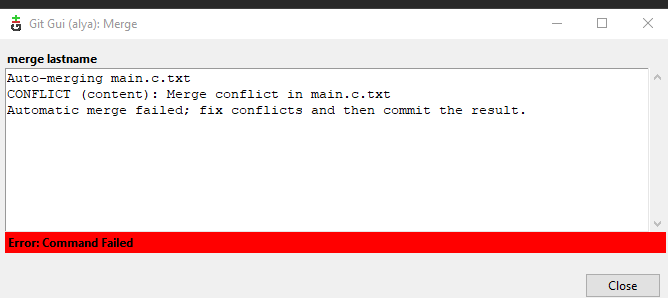 Git Gui (alya): Merge
merge lastname
Auto-merging main.c.txt
CONFLICT (content): Merge conflict in main.c.txt
Automatic merge failed; fix conflicts and then commit the result.
Error: Command Failed
Close